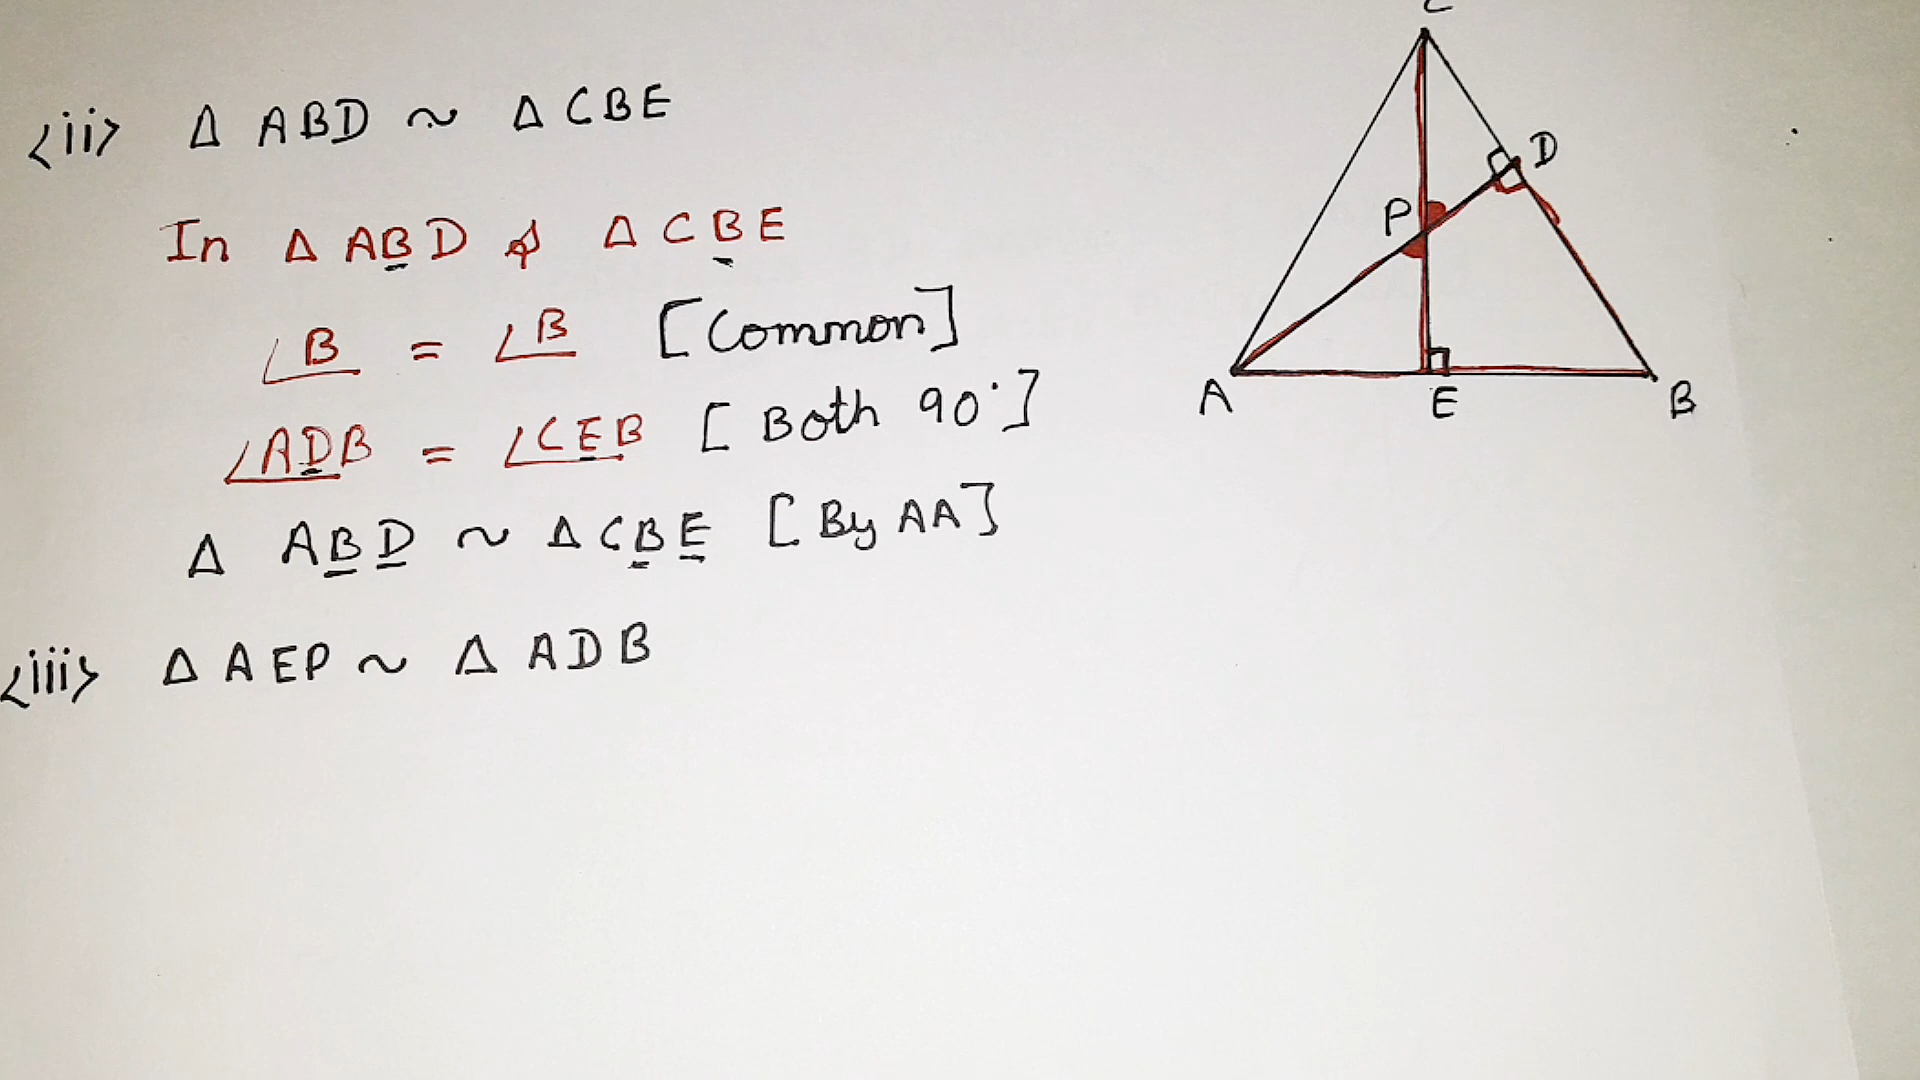 <ii> Δ ABD ~ Δ CBE
In Δ ABD & Δ CBE
∠B = ∠B [Common]
∠ADB = ∠CEB [Both 90°]
Δ ABD ~ Δ CBE [By AA]
<iii> Δ AEP ~ Δ ADB
C
D
P
A
E
B